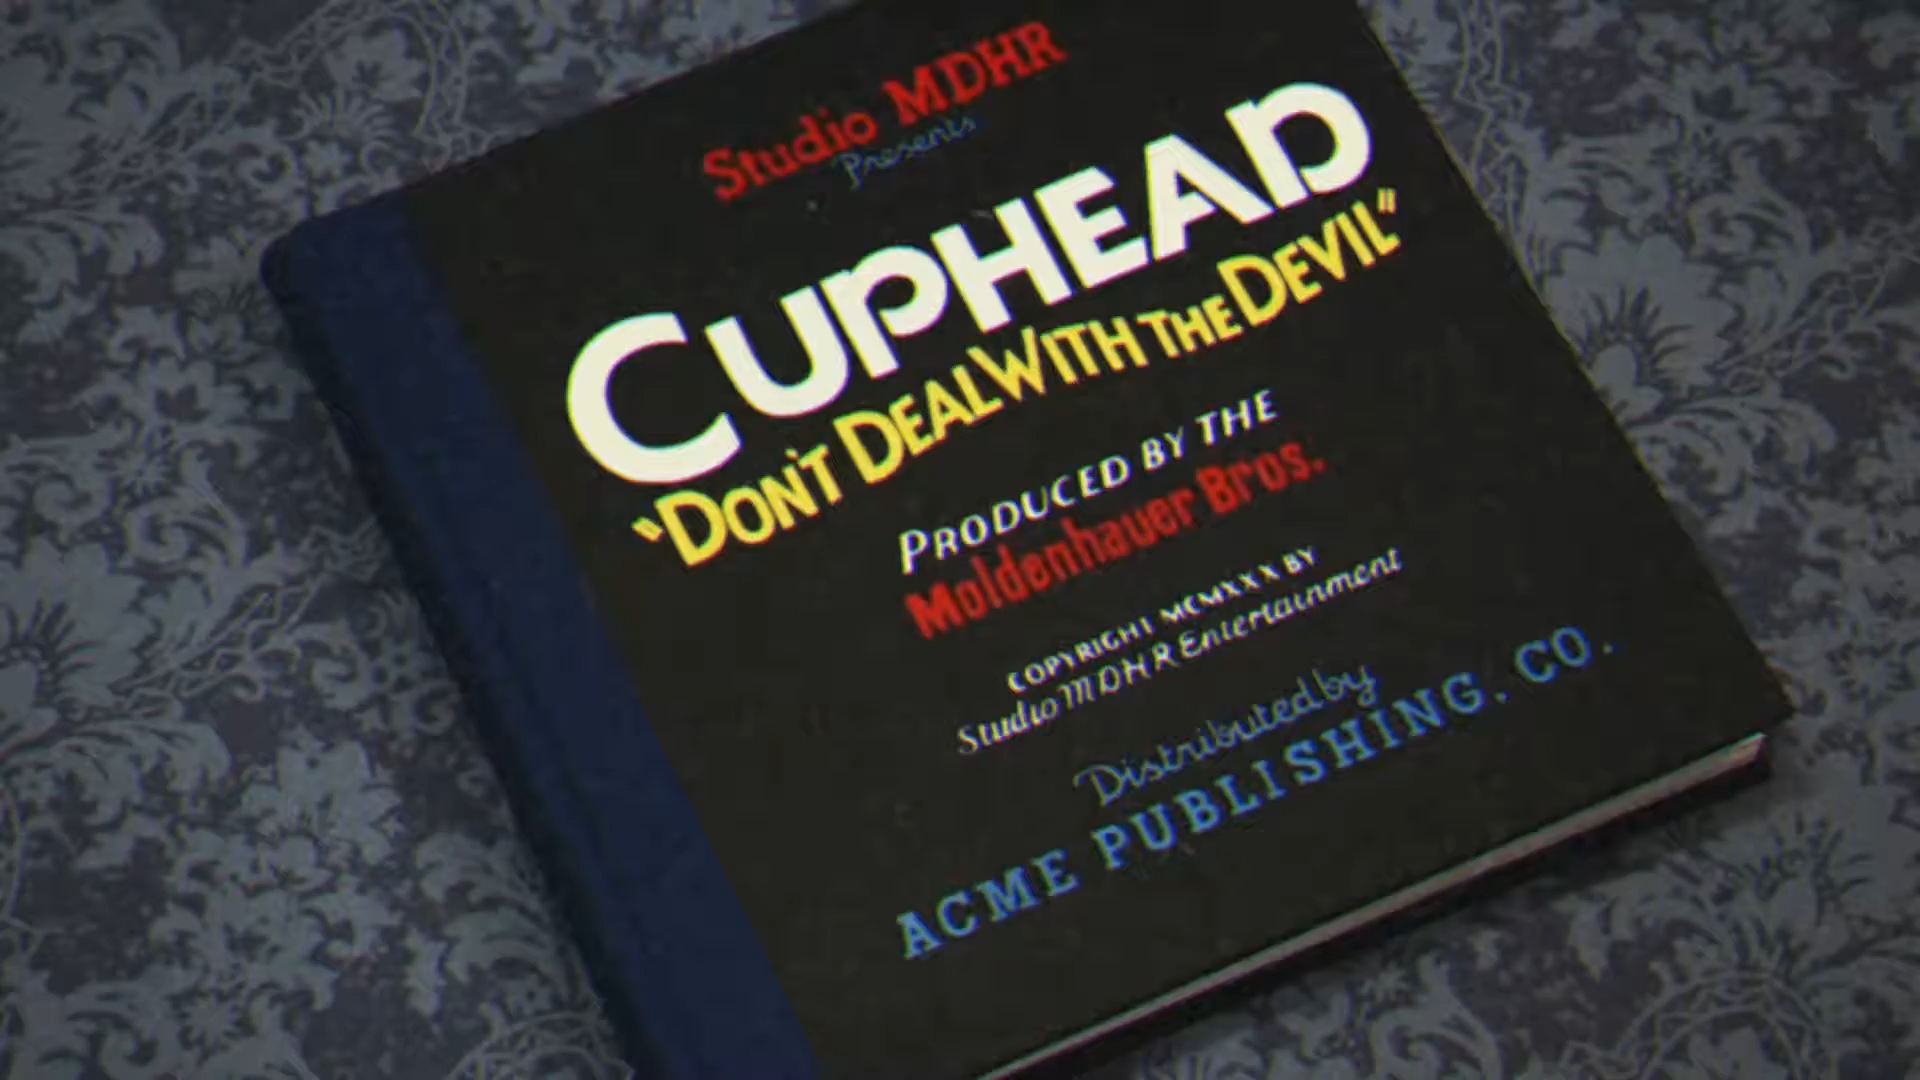 Studio MDHR
Presents
CUPHEAD
"DON'T DEAL WITH THE DEVIL"
PRODUCED BY THE
Moldenhauer Bros.
COPYRIGHT MCMXXX BY
Studio MDHR Entertainment
Distributed by
ACME PUBLISHING. CO.